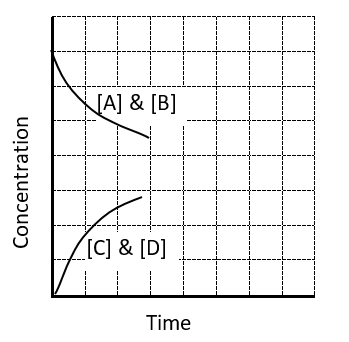 [A] & [B]
Concentration
[C] & [D]
Time